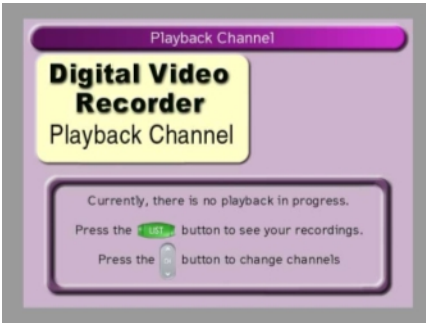 Playback Channel
Digital Video
Recorder
Playback Channel
Currently, there is no playback in progress.
Press the LIST button to see your recordings.
Press the button to change channels